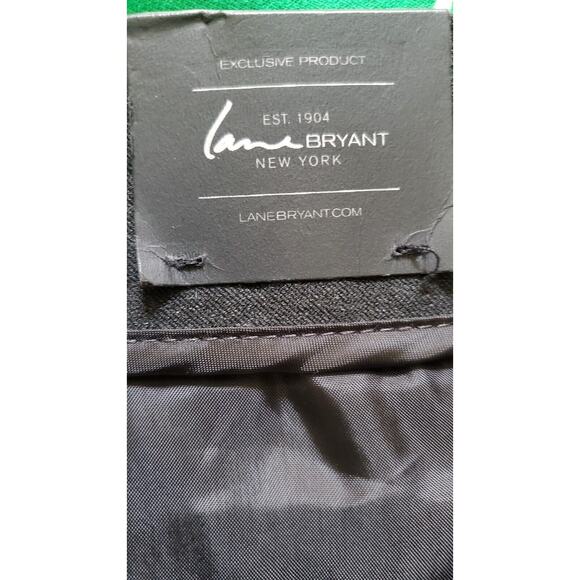 EXCLUSIVE PRODUCT
EST. 1904
lane BRYANT
NEW YORK
LANEBRYANT.COM